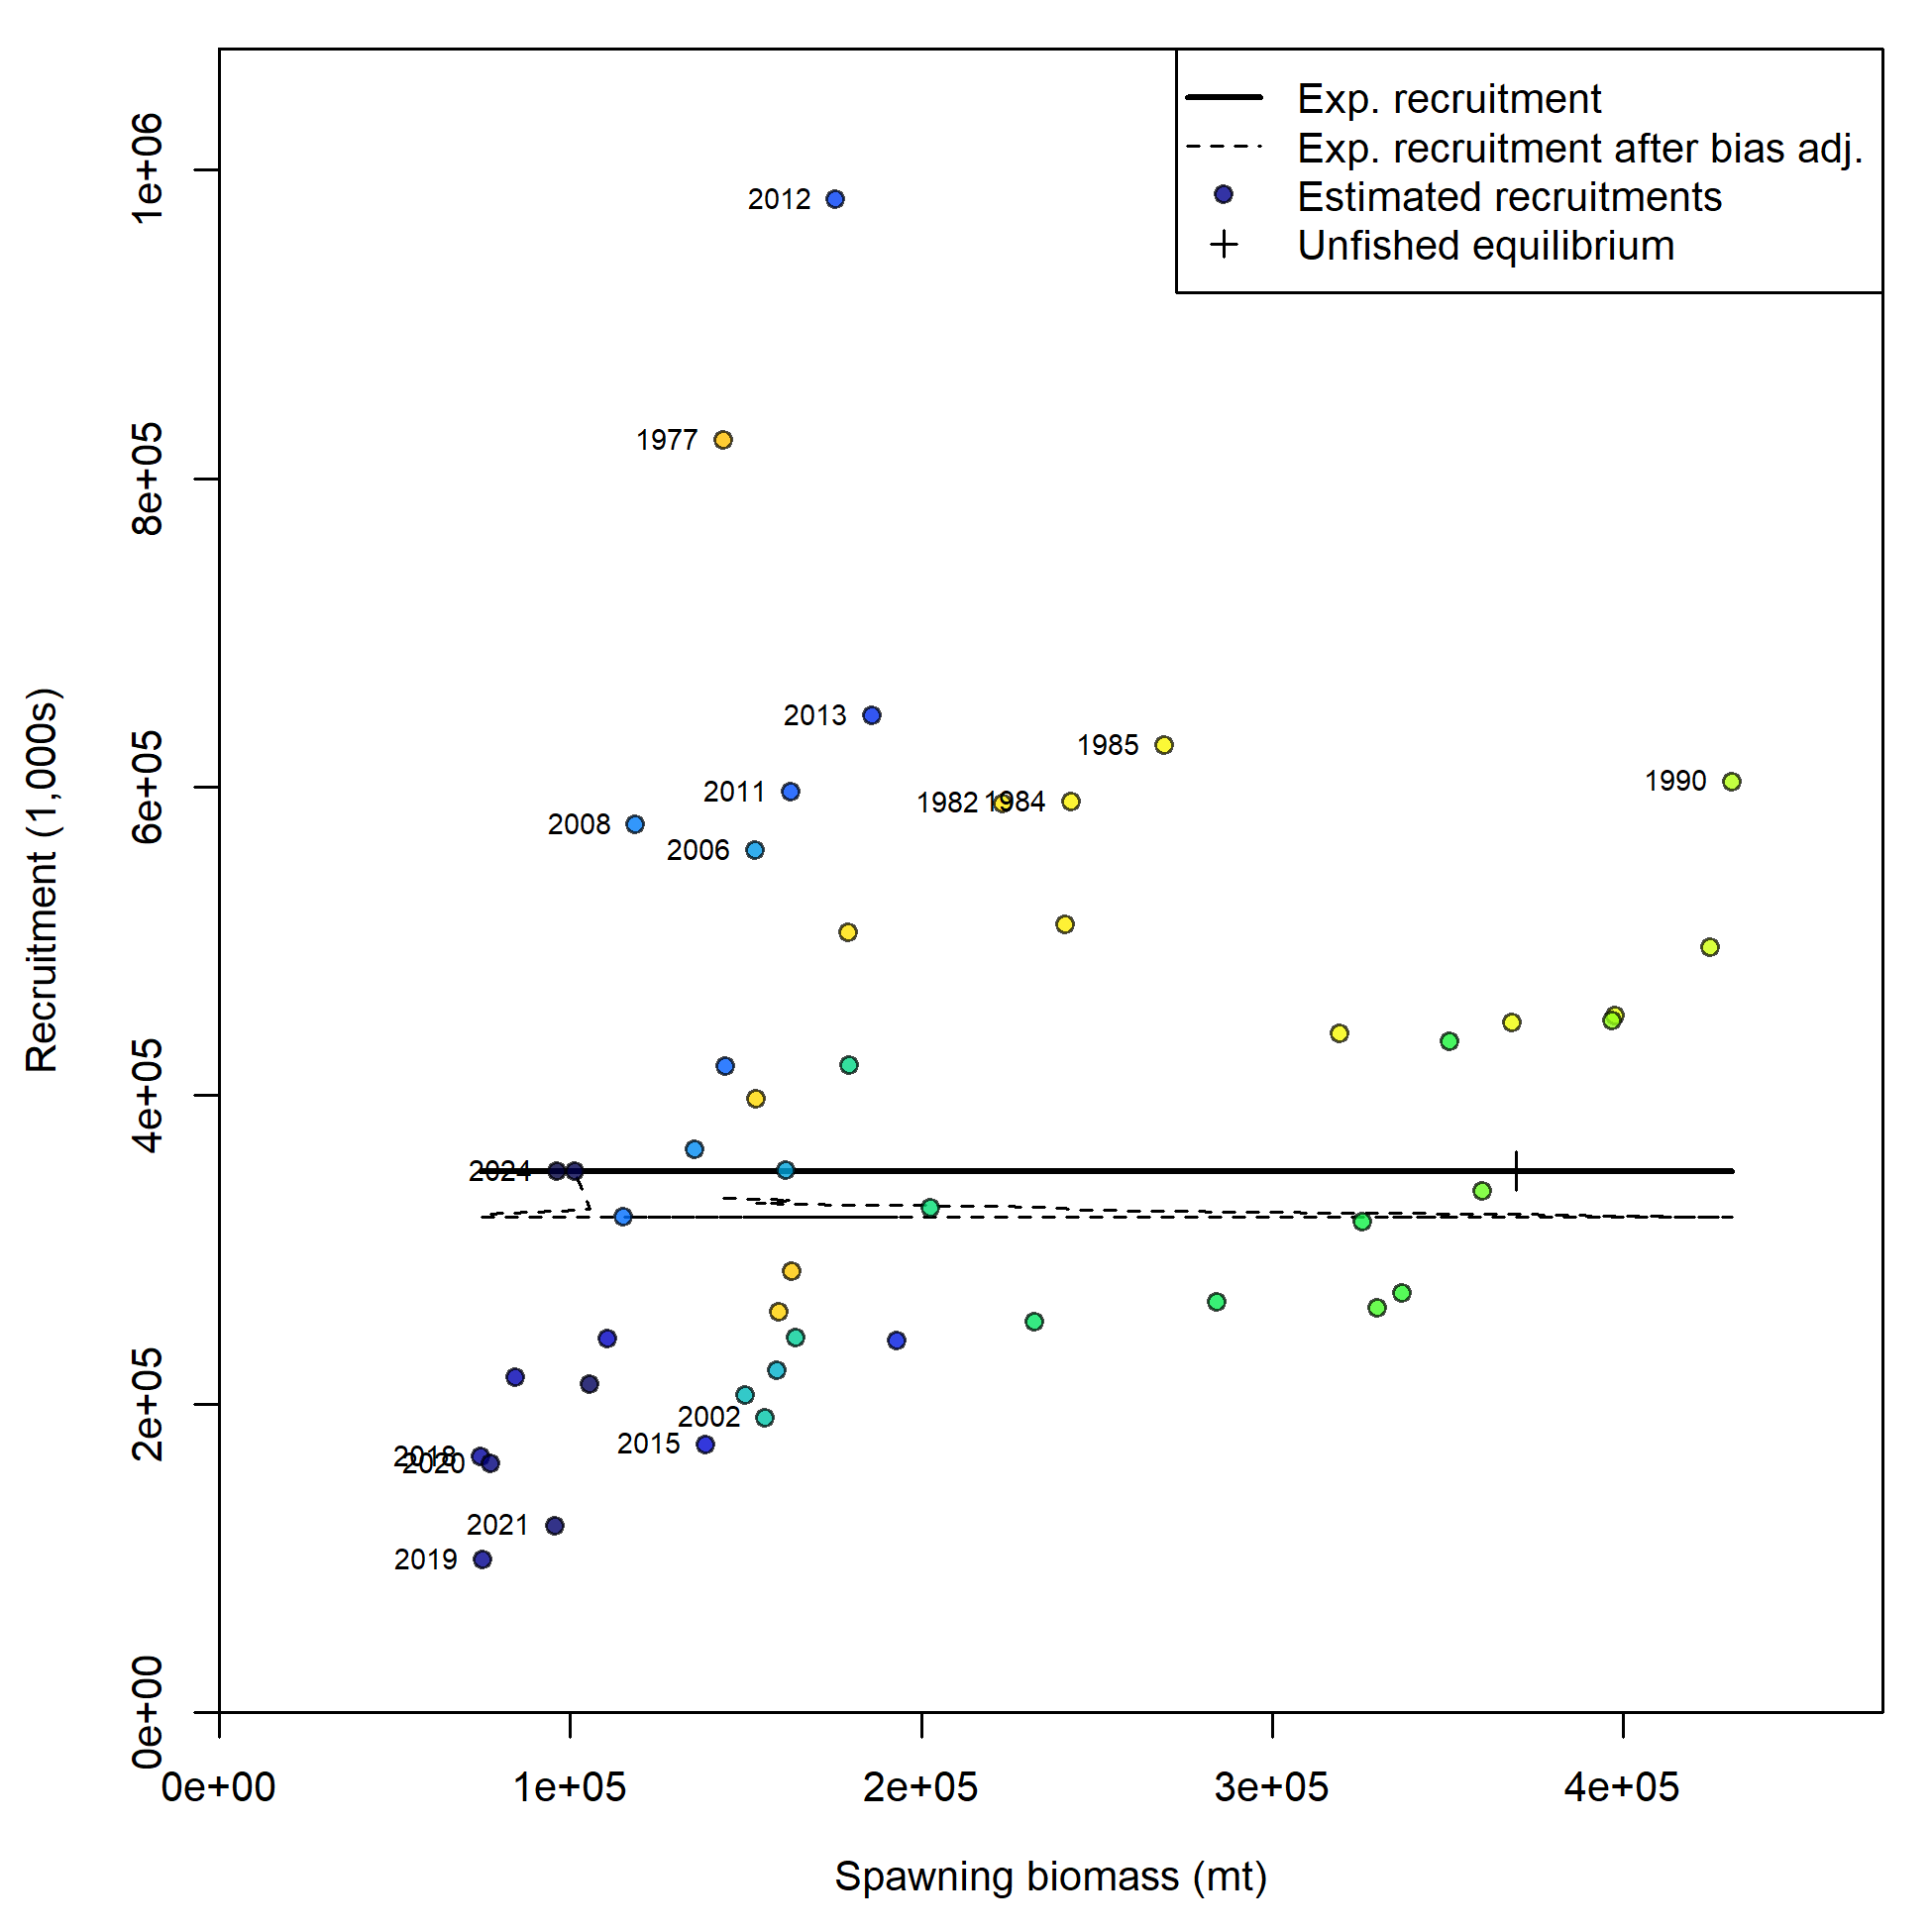 Exp. recruitment
Exp. recruitment after bias adj.
Estimated recruitments
Unfished equilibrium
1e+06
8e+05
6e+05
4e+05
2e+05
0e+00
Recruitment (1,000s)
2012
1977
2013
1985
1990
2011
1982
1984
2008
2006
2024
2002
2015
2018
2020
2021
2019
0e+00
1e+05
2e+05
3e+05
4e+05
Spawning biomass (mt)